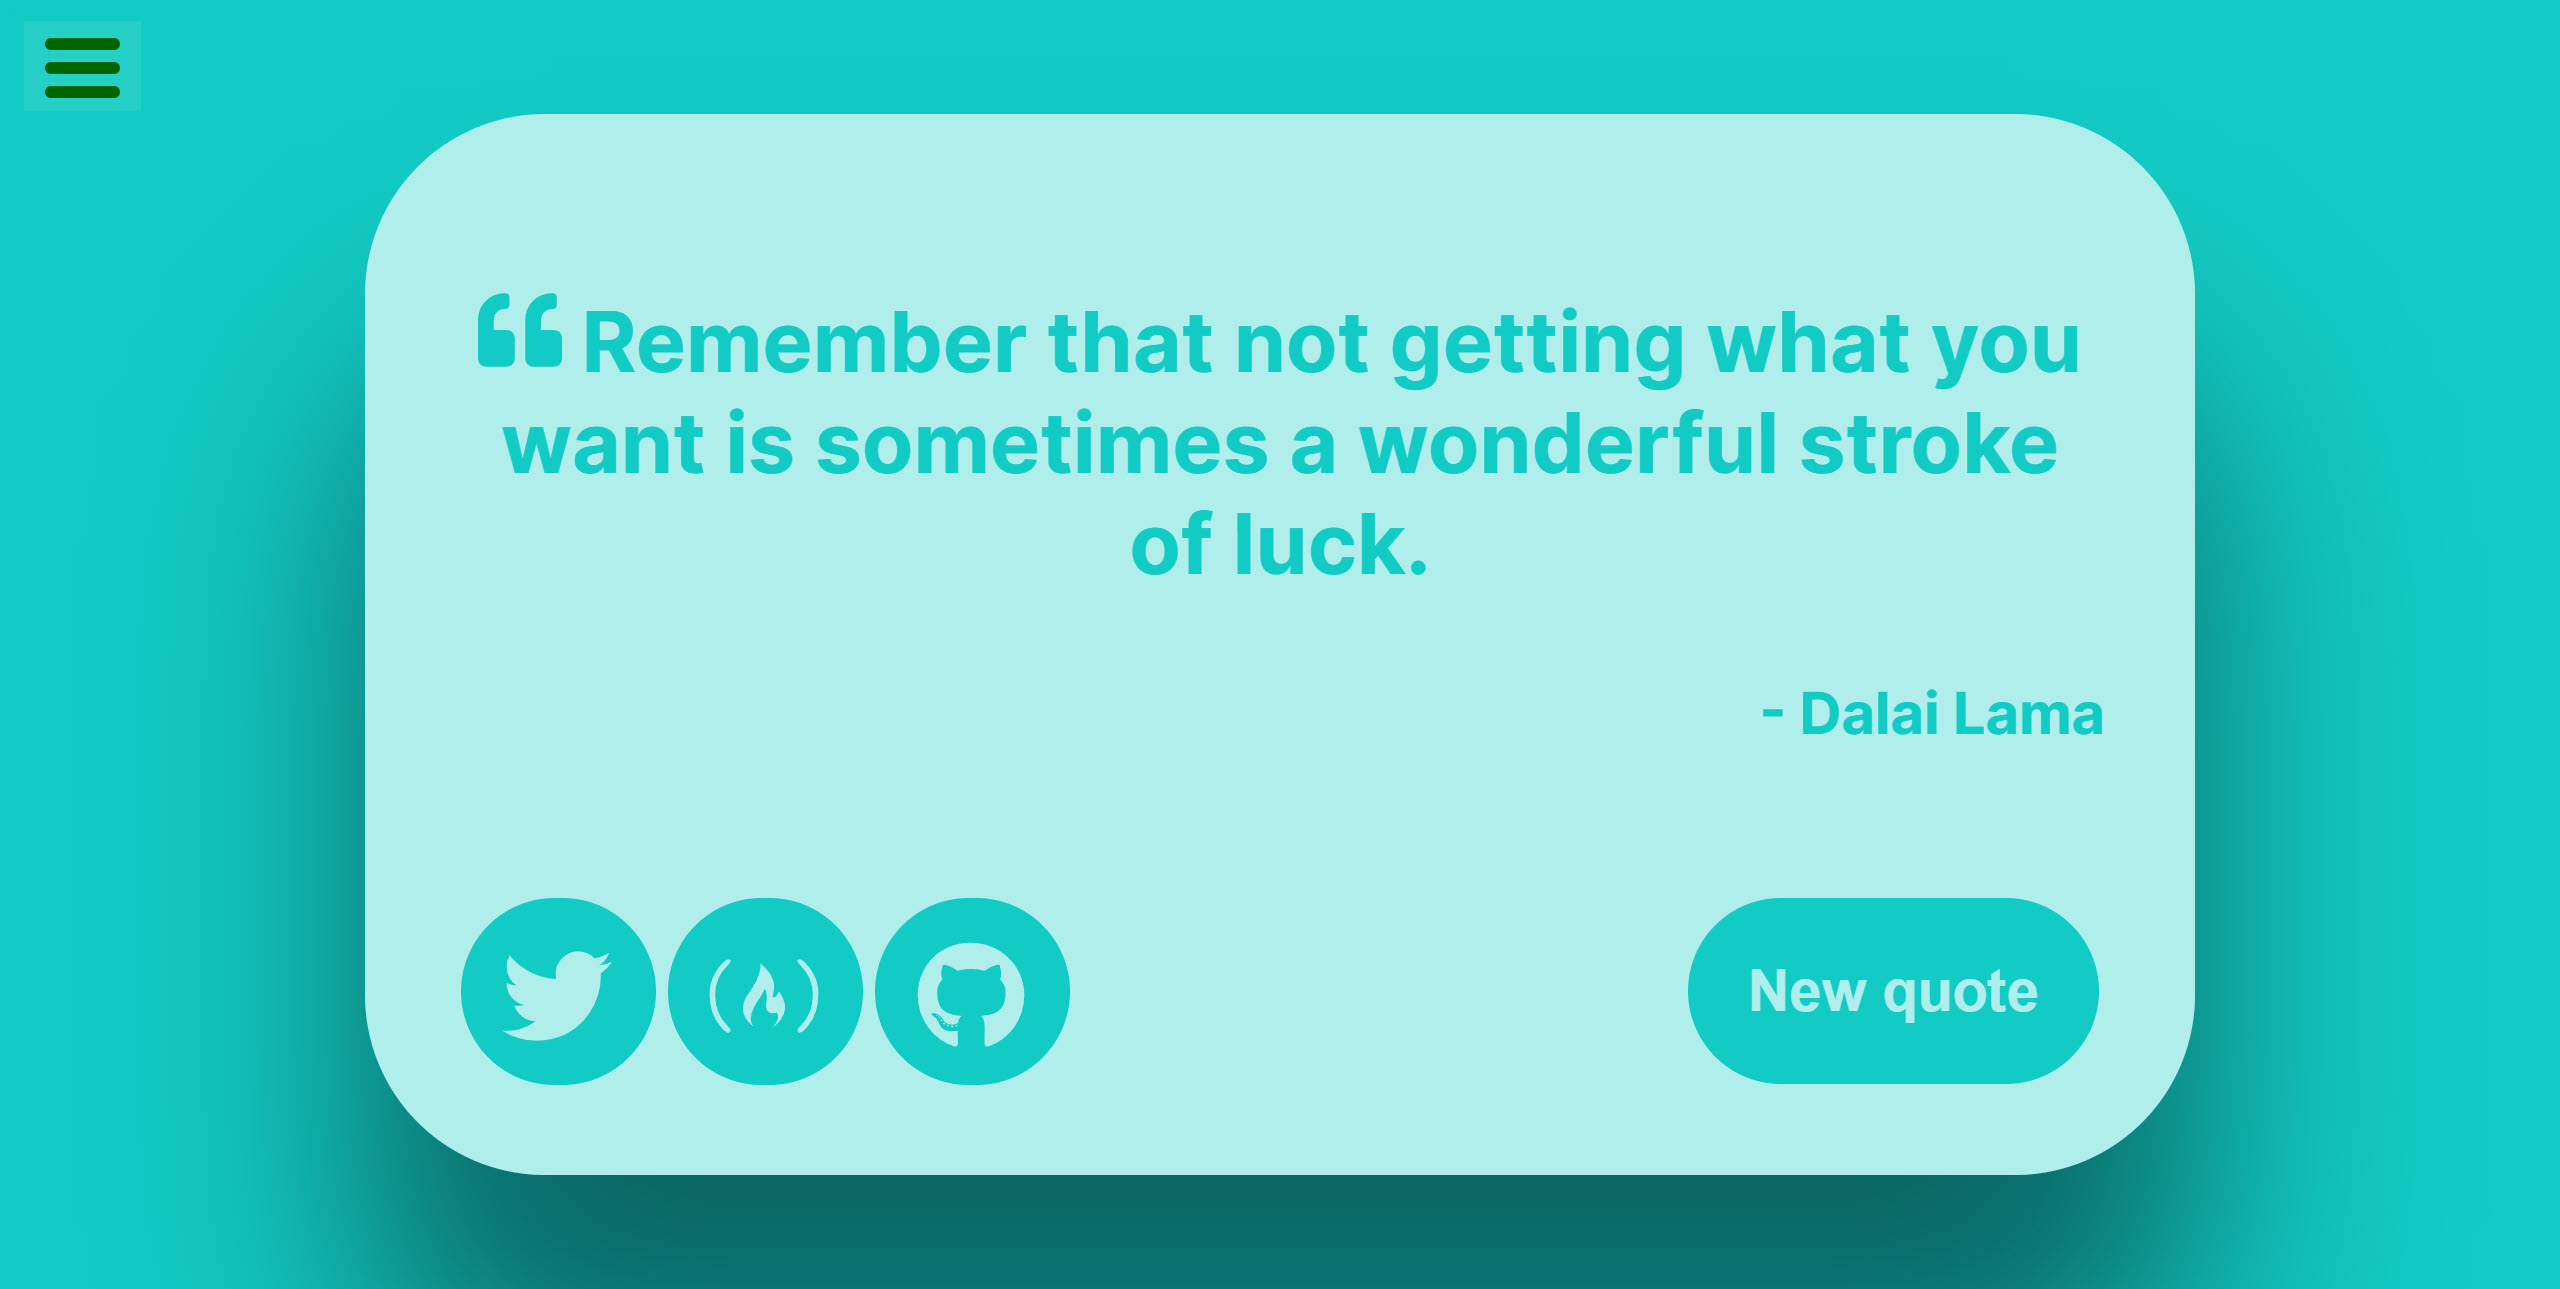 “ Remember that not getting what you
want is sometimes a wonderful stroke
of luck.
- Dalai Lama
New quote